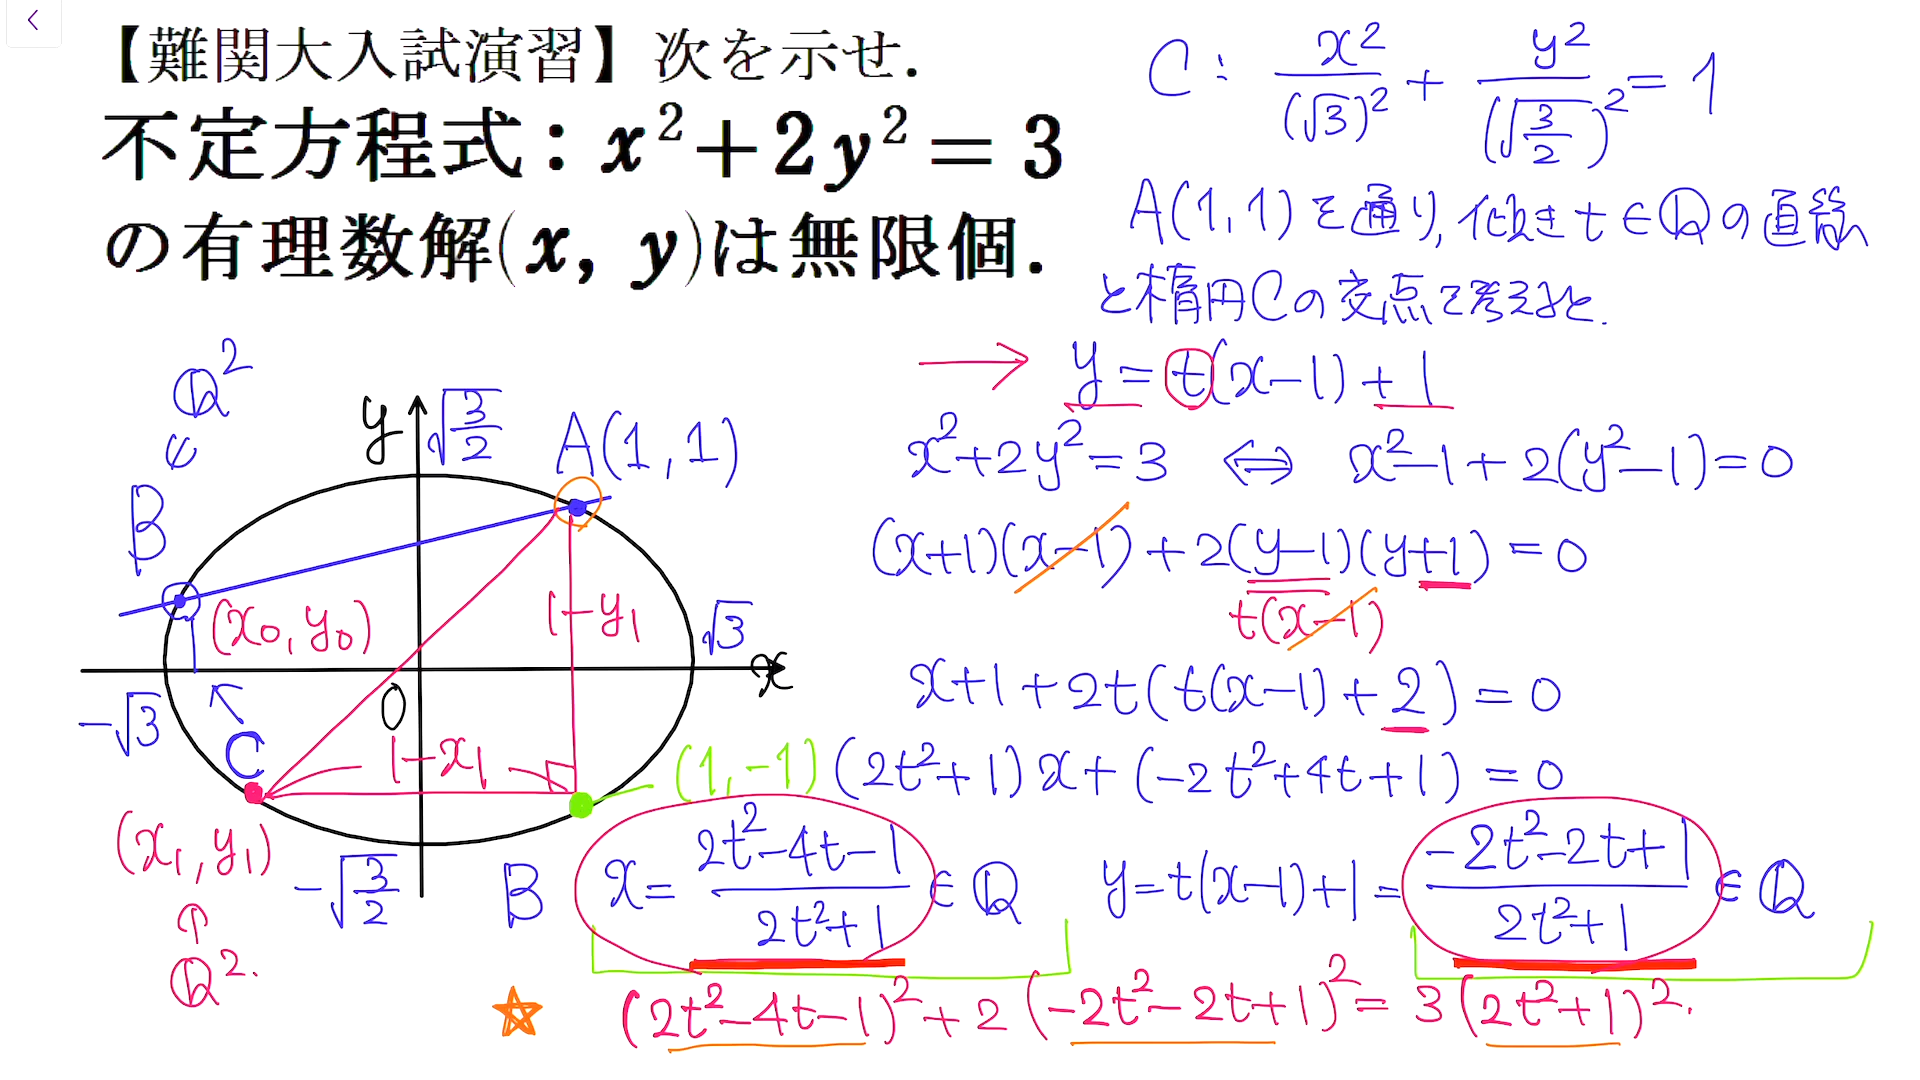 【難関大入試演習】次を示せ.
不定方程式：x²+2y²=3
の有理数解(x, y)は無限個.
C: x²/(√3)² + y²/(√(3/2))² = 1
A(1,1)を通り,傾きt∈ℚの直線
と楕円Cの交点を考えると.
→ y=t(x-1)+1
x²+2y²=3 ⇔ x²-1+2(y²-1)=0
(x+1)(x-1)+2(y-1)(y+1)=0
t(x-1)
x+1+2t(t(x-1)+2)=0
(2t²+1)x+(-2t²+4t+1)=0
B x=(2t²-4t-1)/(2t²+1) ∈ℚ y=t(x-1)+1=(-2t²-2t+1)/(2t²+1) ∈ℚ
☆ (2t²-4t-1)²+2(-2t²-2t+1)²=3(2t²+1)².
ℚ²
B
(x₀,y₀)
y
√(3/2)
A(1,1)
1-y₁
√3
x
-√3
O
C
1-x₁
(1,-1)
(x₁,y₁)
↑
ℚ².
-√(3/2)